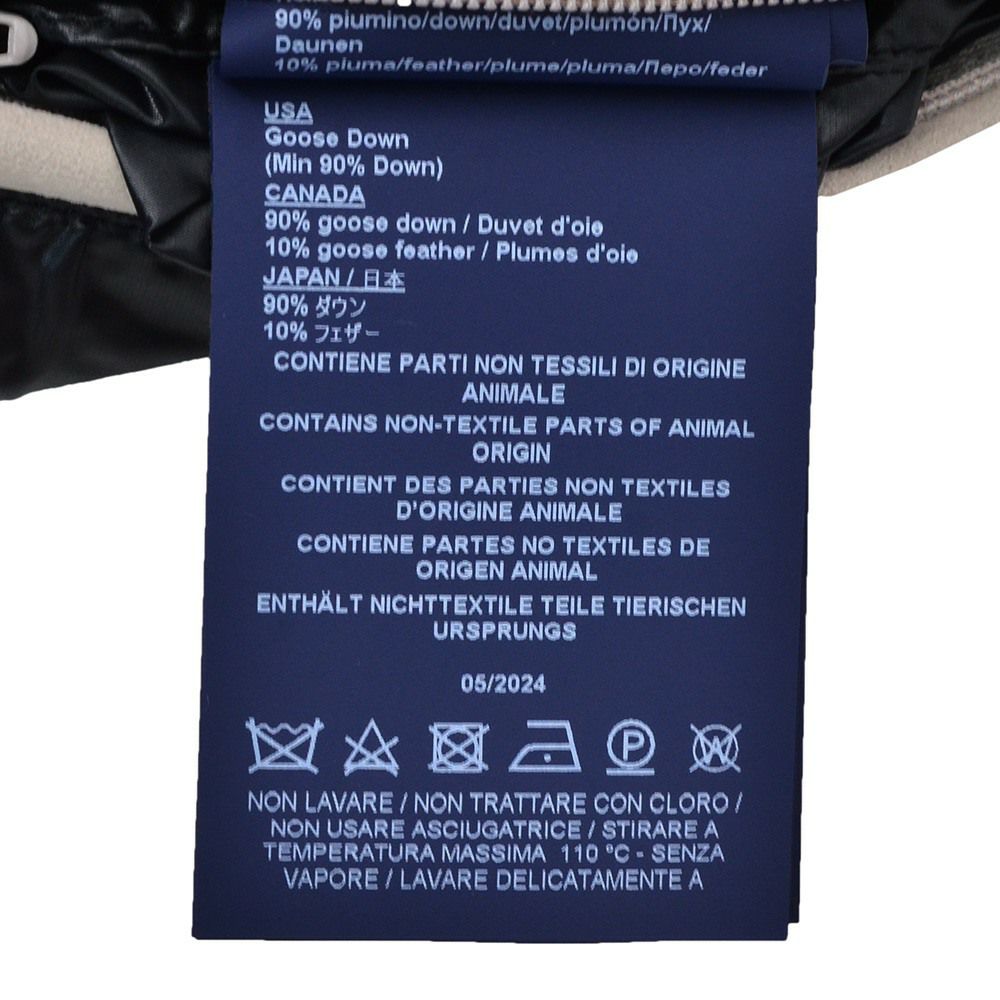 90% piumino/down/duvet/plumón/Пух/
Daunen
10% piuma/feather/plume/pluma/Перо/feder
USA
Goose Down
(Min 90% Down)
CANADA
90% goose down / Duvet d'oie
10% goose feather / Plumes d'oie
JAPAN / 日本
90% ダウン
10% フェザー
CONTIENE PARTI NON TESSILI DI ORIGINE
ANIMALE
CONTAINS NON-TEXTILE PARTS OF ANIMAL
ORIGIN
CONTIENT DES PARTIES NON TEXTILES
D'ORIGINE ANIMALE
CONTIENE PARTES NO TEXTILES DE
ORIGEN ANIMAL
ENTHÄLT NICHTTEXTILE TEILE TIERISCHEN
URSPRUNGS
05/2024
P W
NON LAVARE / NON TRATTARE CON CLORO /
NON USARE ASCIUGATRICE / STIRARE A
TEMPERATURA MASSIMA 110 °C - SENZA
VAPORE / LAVARE DELICATAMENTE A